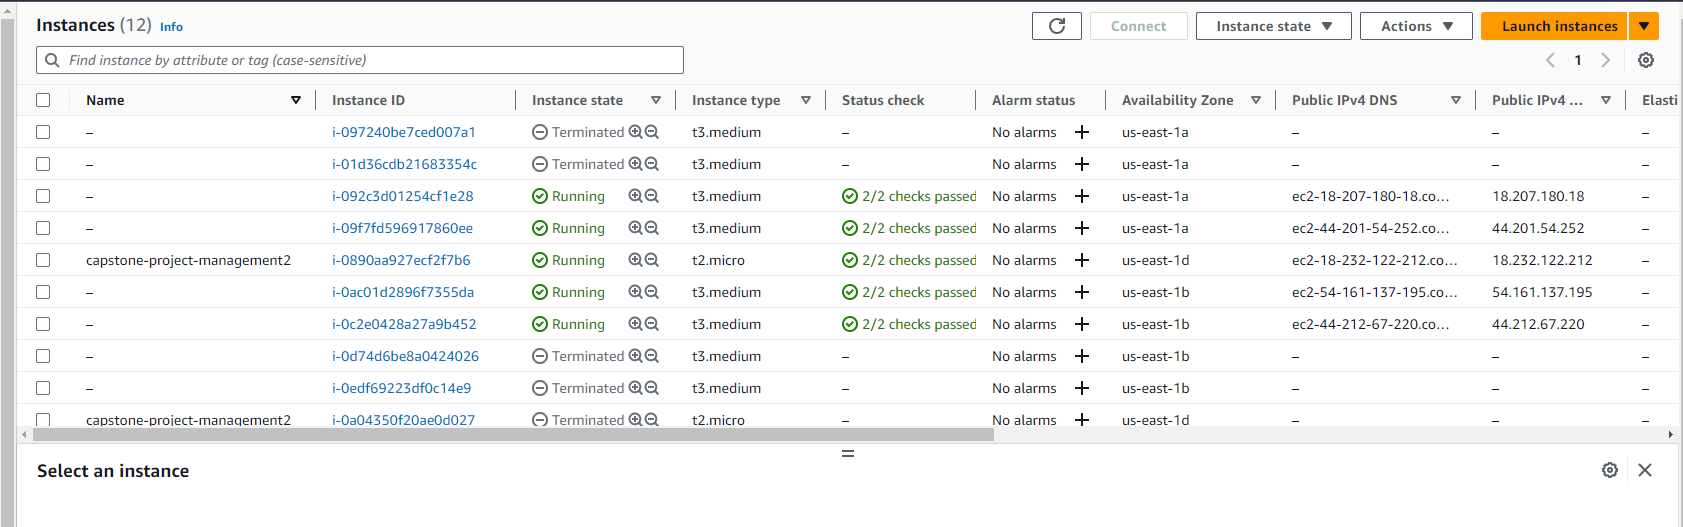 Instances (12) Info
Connect Instance state Actions Launch instances
Find instance by attribute or tag (case-sensitive)
1
Name Instance ID Instance state Instance type Status check Alarm status Availability Zone Public IPv4 DNS Public IPv4 ... Elasti
– i-097240be7ced007a1 Terminated t3.medium – No alarms + us-east-1a – – –
– i-01d36cdb21683354c Terminated t3.medium – No alarms + us-east-1a – – –
– i-092c3d01254cf1e28 Running t3.medium 2/2 checks passed No alarms + us-east-1a ec2-18-207-180-18.co... 18.207.180.18 –
– i-09f7fd596917860ee Running t3.medium 2/2 checks passed No alarms + us-east-1a ec2-44-201-54-252.co... 44.201.54.252 –
capstone-project-management2 i-0890aa927ecf2f7b6 Running t2.micro 2/2 checks passed No alarms + us-east-1d ec2-18-232-122-212.co... 18.232.122.212 –
– i-0ac01d2896f7355da Running t3.medium 2/2 checks passed No alarms + us-east-1b ec2-54-161-137-195.co... 54.161.137.195 –
– i-0c2e0428a27a9b452 Running t3.medium 2/2 checks passed No alarms + us-east-1b ec2-44-212-67-220.co... 44.212.67.220 –
– i-0d74d6be8a0424026 Terminated t3.medium – No alarms + us-east-1b – – –
– i-0edf69223df0c14e9 Terminated t3.medium – No alarms + us-east-1b – – –
capstone-project-management2 i-0a04350f20ae0d027 Terminated t2.micro – No alarms + us-east-1d – – –
Select an instance